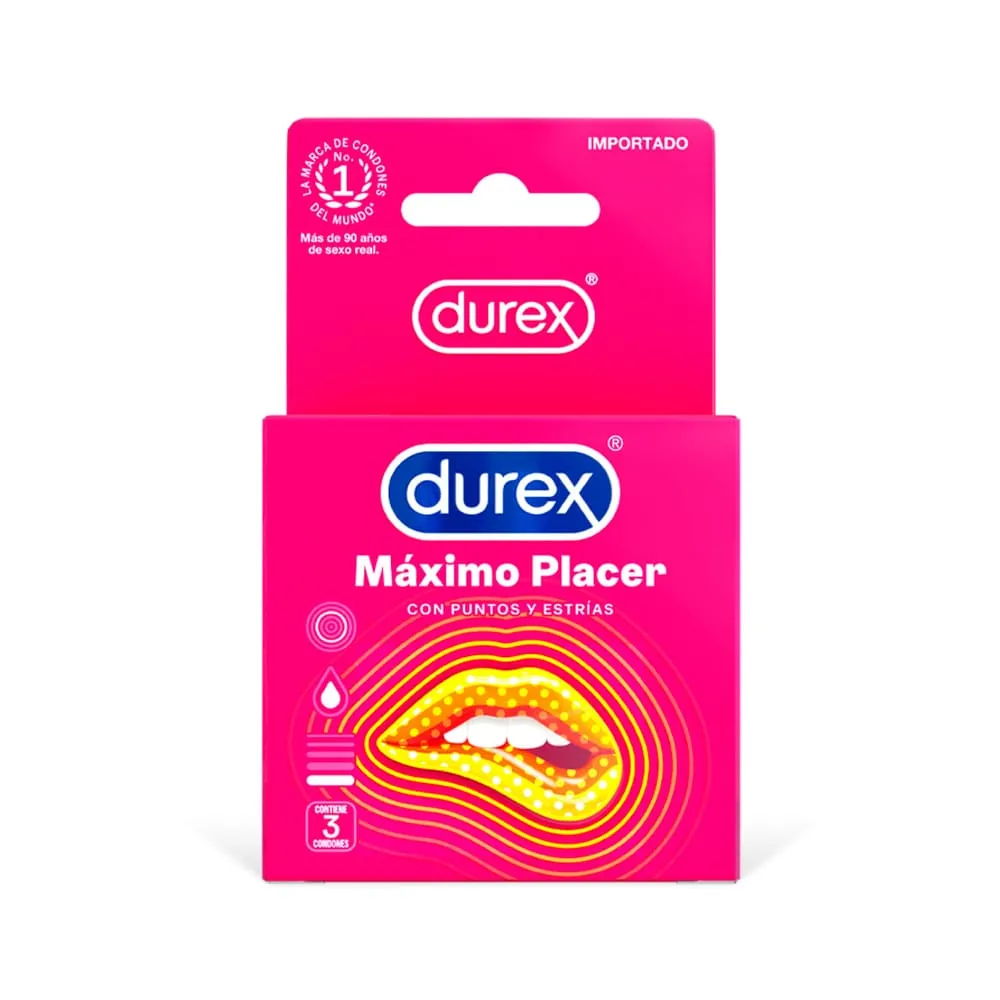 LA MARCA DE CONDONES
No.
1
DEL MUNDO*
Más de 90 años
de sexo real.
IMPORTADO
durex®
durex®
Máximo Placer
CON PUNTOS Y ESTRÍAS
CONTIENE
3
CONDONES